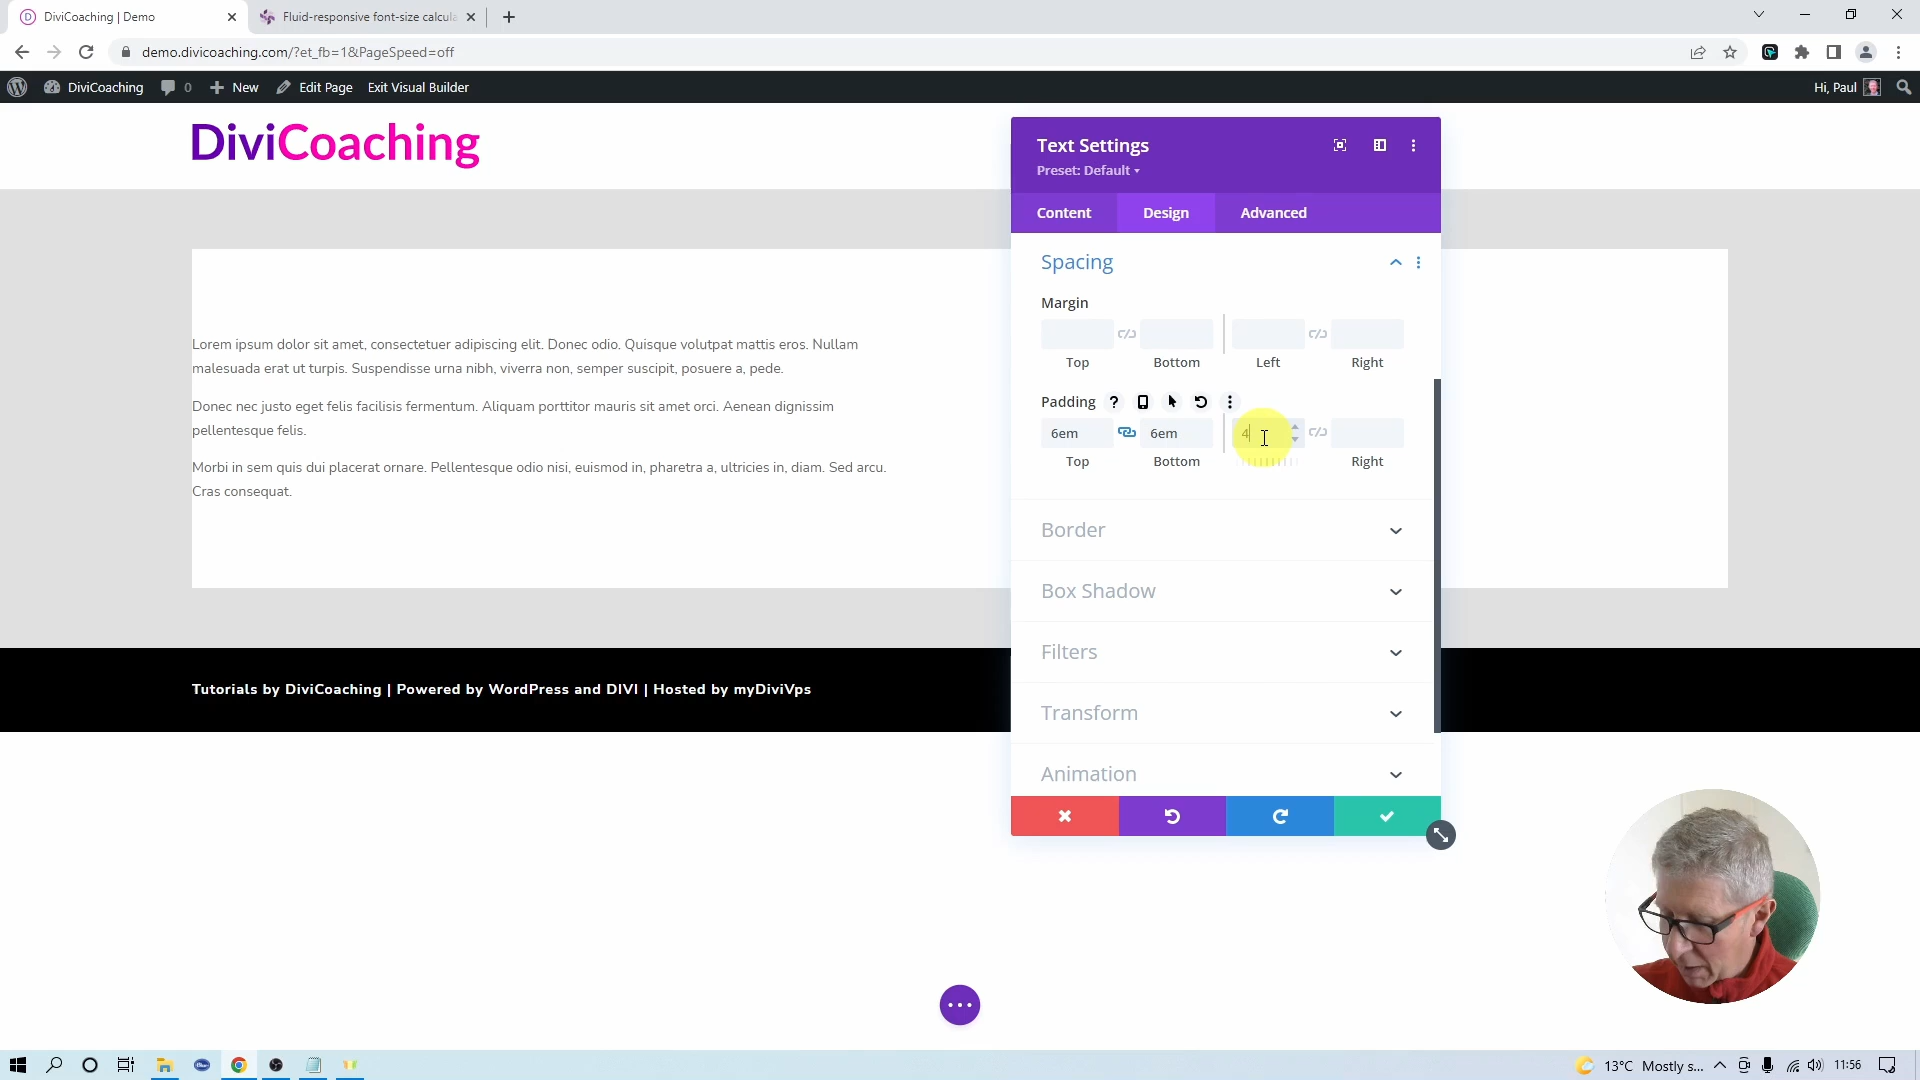 DiviCoaching | Demo
Fluid-responsive font-size calcula
demo.divicoaching.com/?et_fb=1&PageSpeed=off
DiviCoaching 0 New Edit Page Exit Visual Builder Hi, Paul
DiviCoaching
Text Settings
Preset: Default
Content Design Advanced
Spacing
Margin
Top Bottom Left Right
Padding ?
6em 6em 4
Top Bottom Right
Border
Box Shadow
Filters
Transform
Animation
Lorem ipsum dolor sit amet, consectetuer adipiscing elit. Donec odio. Quisque volutpat mattis eros. Nullam
malesuada erat ut turpis. Suspendisse urna nibh, viverra non, semper suscipit, posuere a, pede.
Donec nec justo eget felis facilisis fermentum. Aliquam porttitor mauris sit amet orci. Aenean dignissim
pellentesque felis.
Morbi in sem quis dui placerat ornare. Pellentesque odio nisi, euismod in, pharetra a, ultricies in, diam. Sed arcu.
Cras consequat.
Tutorials by DiviCoaching | Powered by WordPress and DIVI | Hosted by myDiviVps
13°C Mostly s... 11:56